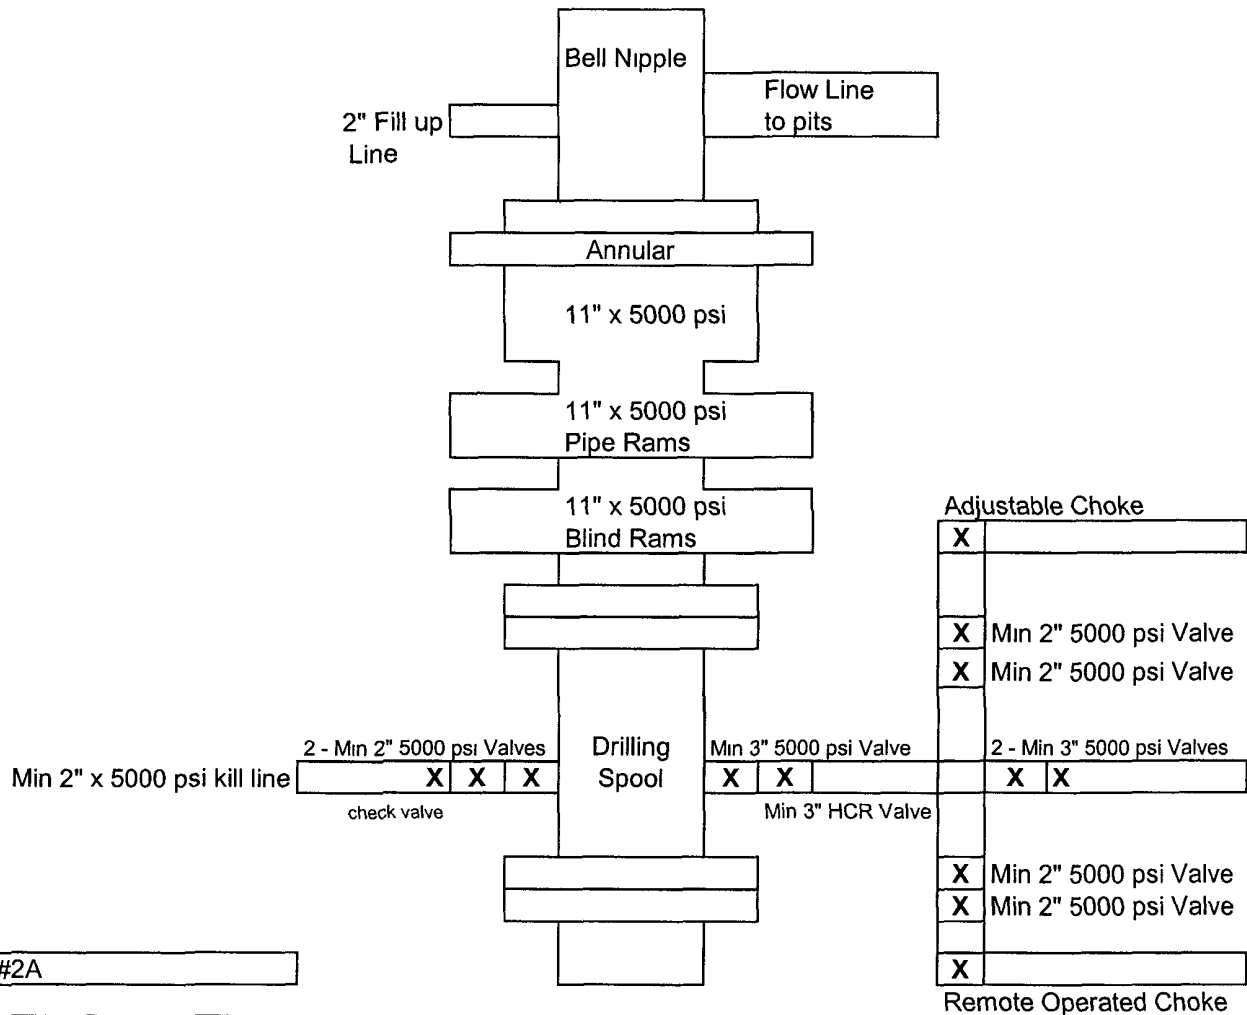 Bell Nipple
Flow Line
to pits
2" Fill up
Line
Annular
11" x 5000 psi
11" x 5000 psi
Pipe Rams
11" x 5000 psi
Blind Rams
Adjustable Choke
X
X Min 2" 5000 psi Valve
X Min 2" 5000 psi Valve
2 - Min 2" 5000 psi Valves
Drilling
Spool
Min 3" 5000 psi Valve
2 - Min 3" 5000 psi Valves
Min 2" x 5000 psi kill line
X X X
X X
X X
check valve
Min 3" HCR Valve
X Min 2" 5000 psi Valve
X Min 2" 5000 psi Valve
#2A
X
Remote Operated Choke